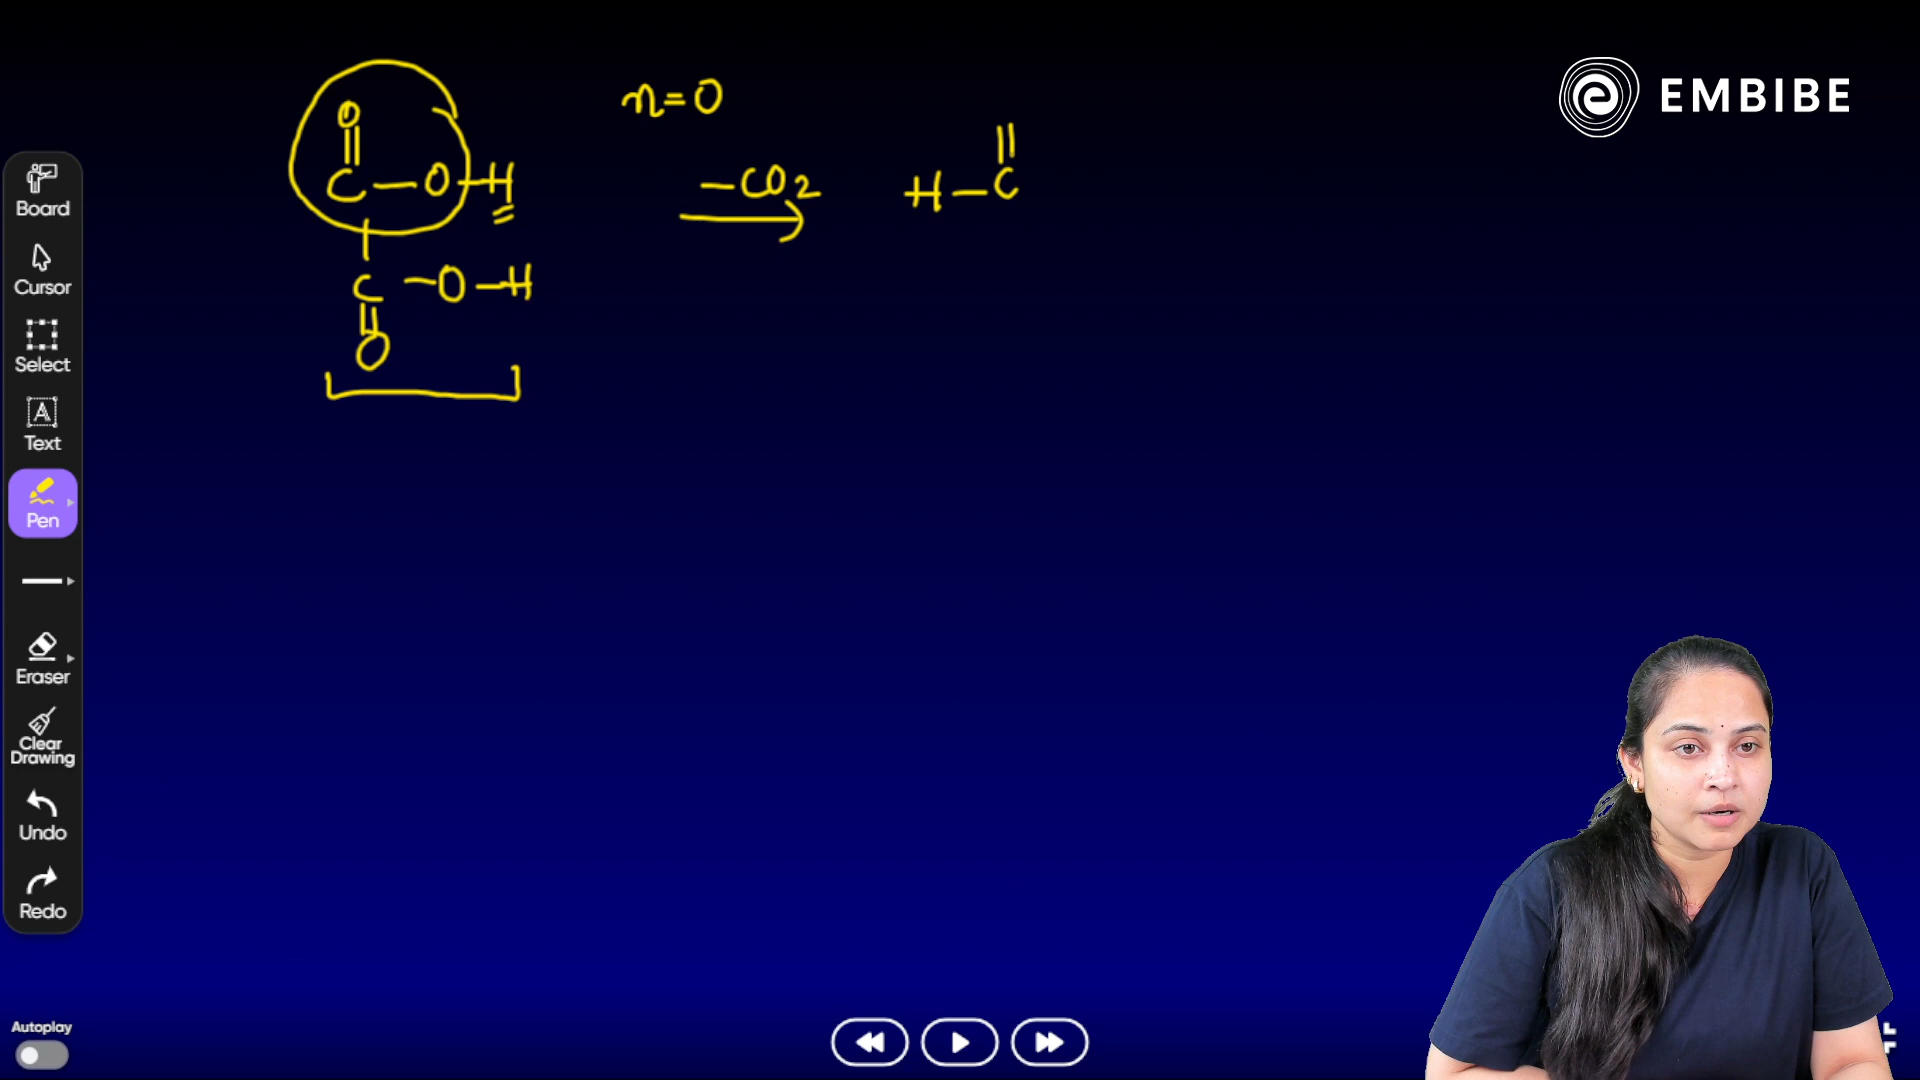 EMBIBE
n=0
O
||
C—O—H
—CO2
||
H—C
|
C—O—H
||
O
Board
Cursor
Select
A
Text
Pen
Eraser
Clear
Drawing
Undo
Redo
Autoplay